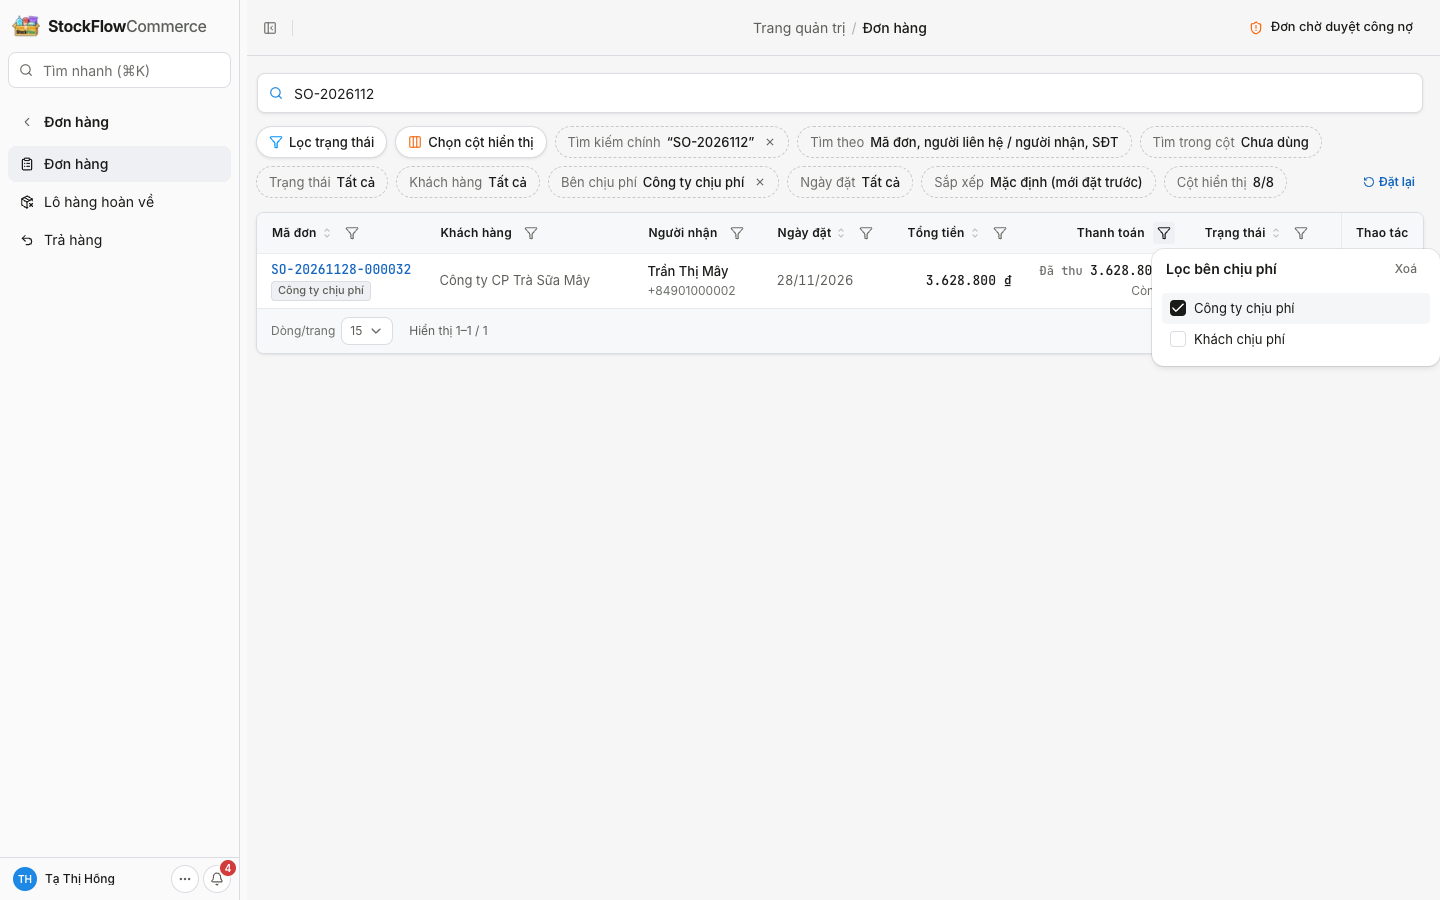 StockFlowCommerce
Tìm nhanh (⌘K)
Đơn hàng
Đơn hàng
Lô hàng hoàn về
Trả hàng
Tạ Thị Hồng
TH
4
Trang quản trị / Đơn hàng
Đơn chờ duyệt công nợ
SO-2026112
Lọc trạng thái
Chọn cột hiển thị
Tìm kiếm chính “SO-2026112” ×
Tìm theo Mã đơn, người liên hệ / người nhận, SĐT
Tìm trong cột Chưa dùng
Trạng thái Tất cả
Khách hàng Tất cả
Bên chịu phí Công ty chịu phí ×
Ngày đặt Tất cả
Sắp xếp Mặc định (mới đặt trước)
Cột hiển thị 8/8
Đặt lại
Mã đơn Khách hàng Người nhận Ngày đặt Tổng tiền Thanh toán Trạng thái Thao tác
SO-20261128-000032
Công ty chịu phí
Công ty CP Trà Sữa Mây
Trần Thị Mây
+84901000002
28/11/2026
3.628.800 ₫
Đã thu 3.628.80
Còn
Dòng/trang 15 Hiển thị 1–1 / 1
Lọc bên chịu phí Xoá
Công ty chịu phí
Khách chịu phí